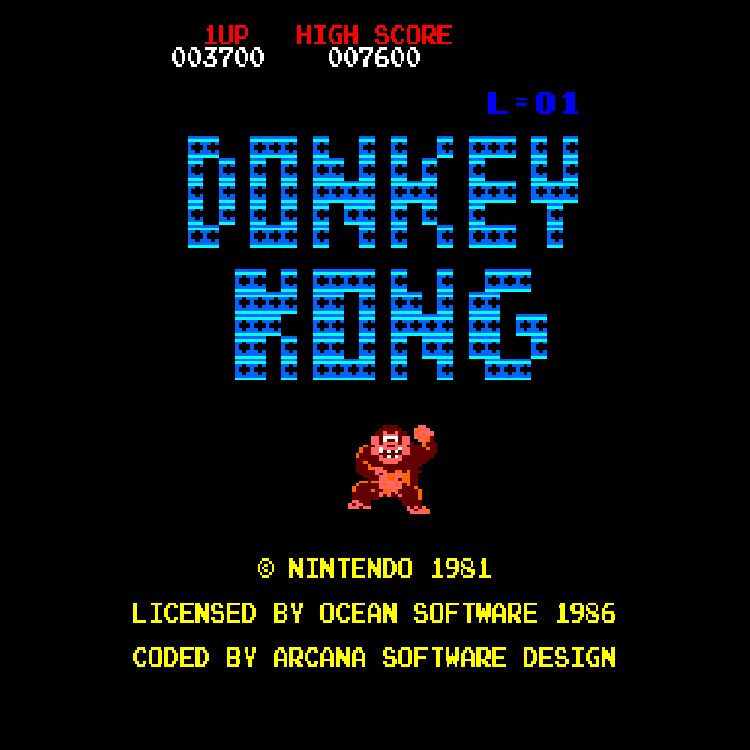 1UP HIGH SCORE
003700 007600
L=01
DONKEY
KONG
© NINTENDO 1981
LICENSED BY OCEAN SOFTWARE 1986
CODED BY ARCANA SOFTWARE DESIGN